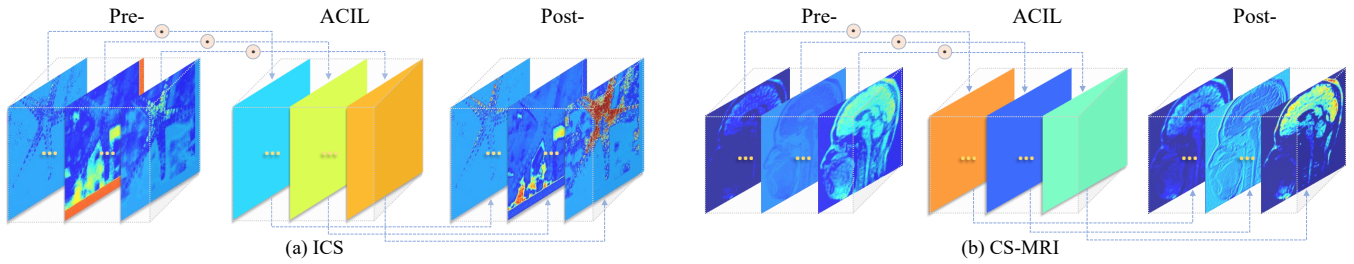 Pre- ACIL Post-
(a) ICS
Pre- ACIL Post-
(b) CS-MRI